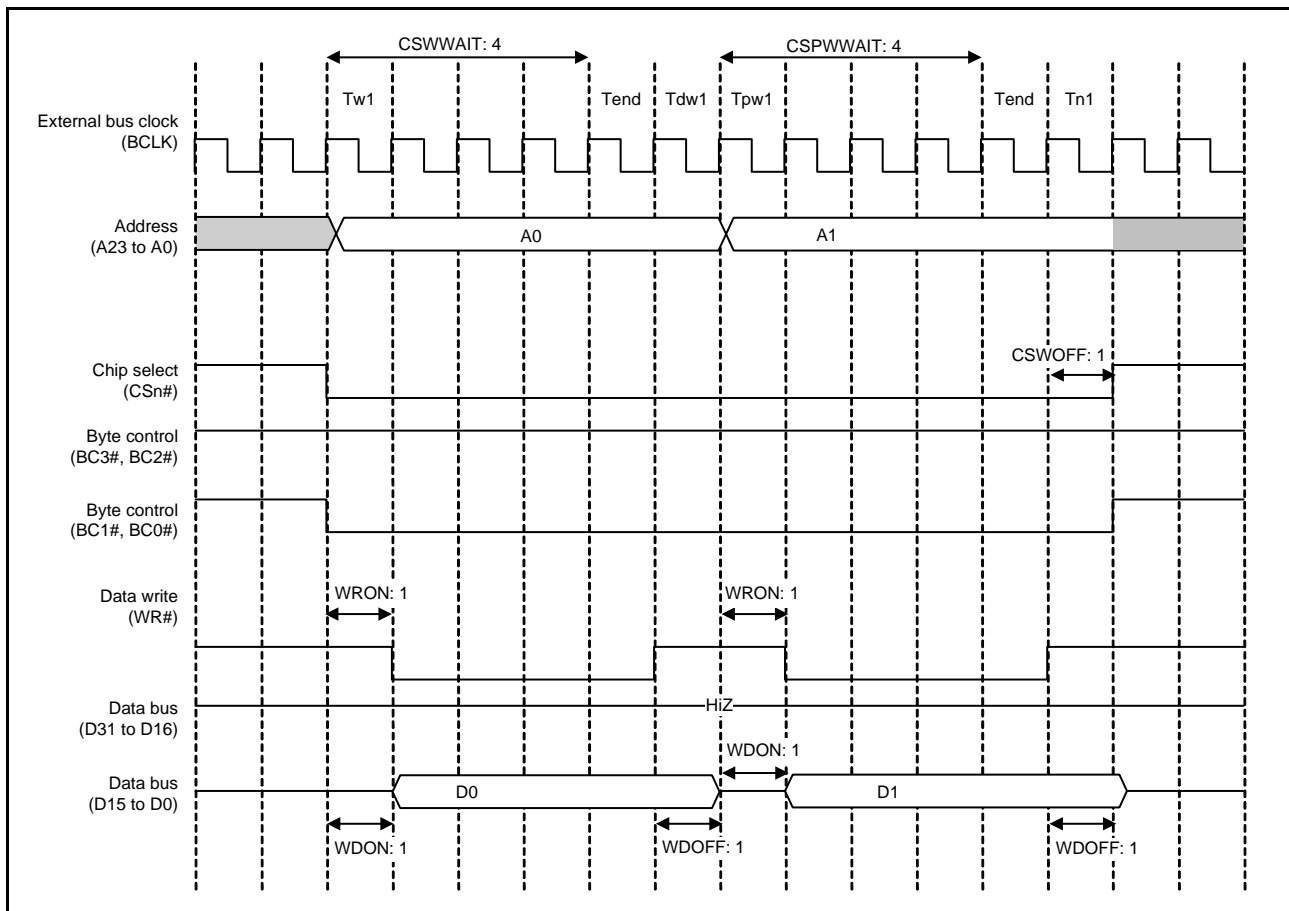 CSWWAIT: 4
CSPWWAIT: 4
Tw1
Tend
Tdw1
Tpw1
Tend
Tn1
External bus clock
(BCLK)
Address
(A23 to A0)
A0
A1
CSWOFF: 1
Chip select
(CSn#)
Byte control
(BC3#, BC2#)
Byte control
(BC1#, BC0#)
Data write
(WR#)
WRON: 1
WRON: 1
Data bus
(D31 to D16)
HiZ
WDON: 1
Data bus
(D15 to D0)
D0
D1
WDON: 1
WDOFF: 1
WDOFF: 1